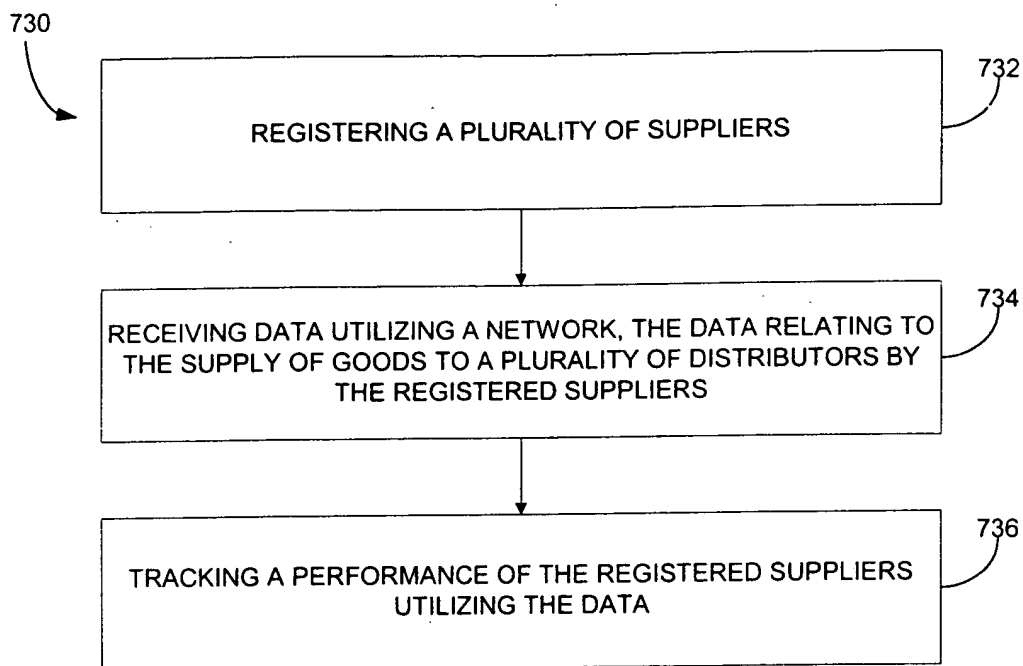 730
732
REGISTERING A PLURALITY OF SUPPLIERS
734
RECEIVING DATA UTILIZING A NETWORK, THE DATA RELATING TO
THE SUPPLY OF GOODS TO A PLURALITY OF DISTRIBUTORS BY
THE REGISTERED SUPPLIERS
736
TRACKING A PERFORMANCE OF THE REGISTERED SUPPLIERS
UTILIZING THE DATA